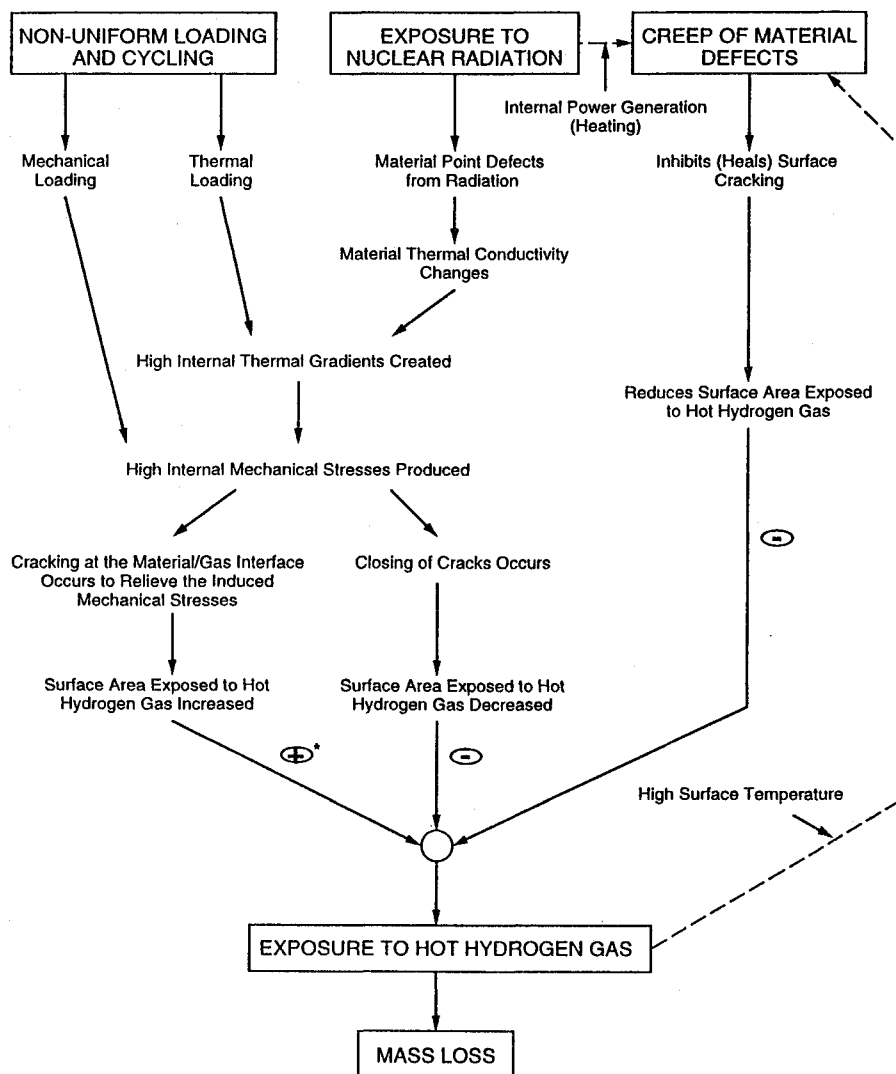 NON-UNIFORM LOADING
AND CYCLING
EXPOSURE TO
NUCLEAR RADIATION
CREEP OF MATERIAL
DEFECTS
Internal Power Generation
(Heating)
Mechanical
Loading
Thermal
Loading
Material Point Defects
from Radiation
Inhibits (Heals) Surface
Cracking
Material Thermal Conductivity
Changes
High Internal Thermal Gradients Created
Reduces Surface Area Exposed
to Hot Hydrogen Gas
High Internal Mechanical Stresses Produced
-
Cracking at the Material/Gas Interface
Occurs to Relieve the Induced
Mechanical Stresses
Closing of Cracks Occurs
Surface Area Exposed to Hot
Hydrogen Gas Increased
Surface Area Exposed to Hot
Hydrogen Gas Decreased
+*
-
High Surface Temperature
EXPOSURE TO HOT HYDROGEN GAS
MASS LOSS